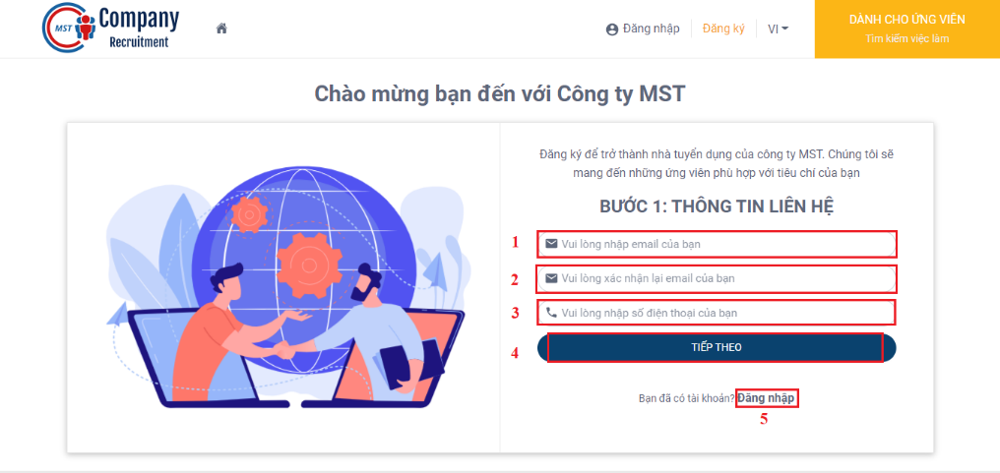 MST Company
Recruitment
Đăng nhập Đăng ký VI
DÀNH CHO ỨNG VIÊN
Tìm kiếm việc làm
Chào mừng bạn đến với Công ty MST
Đăng ký để trở thành nhà tuyển dụng của công ty MST. Chúng tôi sẽ
mang đến những ứng viên phù hợp với tiêu chí của bạn
BƯỚC 1: THÔNG TIN LIÊN HỆ
1 Vui lòng nhập email của bạn
2 Vui lòng xác nhận lại email của bạn
3 Vui lòng nhập số điện thoại của bạn
4 TIẾP THEO
Bạn đã có tài khoản? Đăng nhập
5